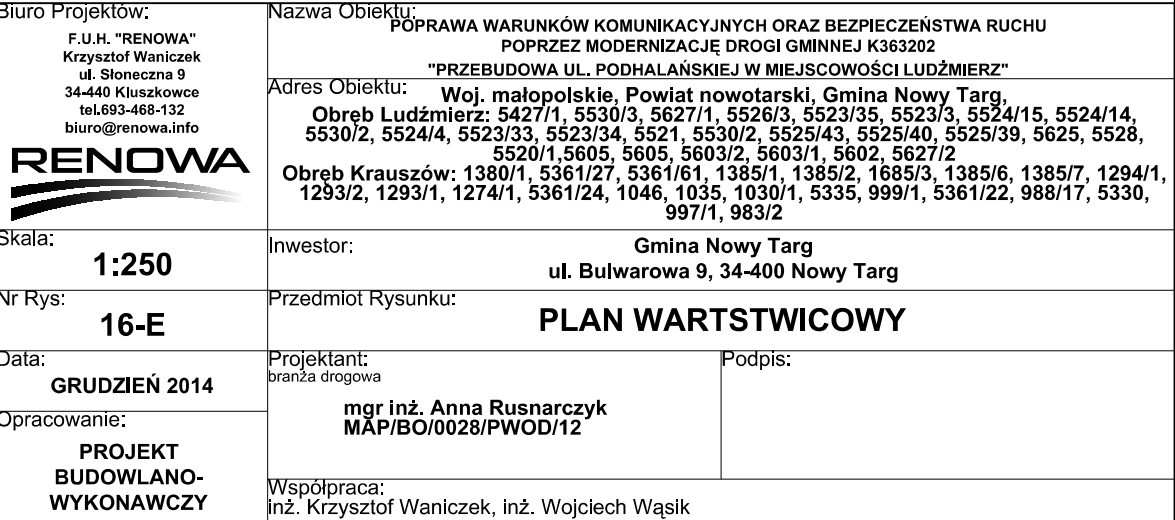 Biuro Projektów:
F.U.H. "RENOWA"
Krzysztof Waniczek
ul. Słoneczna 9
34-440 Kluszkowce
tel.693-468-132
biuro@renowa.info
RENOWA
Nazwa Obiektu:
POPRAWA WARUNKÓW KOMUNIKACYJNYCH ORAZ BEZPIECZEŃSTWA RUCHU
POPRZEZ MODERNIZACJĘ DROGI GMINNEJ K363202
"PRZEBUDOWA UL. PODHALAŃSKIEJ W MIEJSCOWOŚCI LUDŹMIERZ"
Adres Obiektu:
Woj. małopolskie, Powiat nowotarski, Gmina Nowy Targ,
Obręb Ludźmierz: 5427/1, 5530/3, 5627/1, 5526/3, 5523/35, 5523/3, 5524/15, 5524/14,
5530/2, 5524/4, 5523/33, 5523/34, 5521, 5530/2, 5525/43, 5525/40, 5525/39, 5625, 5528,
5520/1,5605, 5605, 5603/2, 5603/1, 5602, 5627/2
Obręb Krauszów: 1380/1, 5361/27, 5361/61, 1385/1, 1385/2, 1685/3, 1385/6, 1385/7, 1294/1,
1293/2, 1293/1, 1274/1, 5361/24, 1046, 1035, 1030/1, 5335, 999/1, 5361/22, 988/17, 5330,
997/1, 983/2
Skala:
1:250
Inwestor:
Gmina Nowy Targ
ul. Bulwarowa 9, 34-400 Nowy Targ
Nr Rys:
16-E
Przedmiot Rysunku:
PLAN WARTSTWICOWY
Data:
GRUDZIEŃ 2014
Projektant:
branża drogowa
mgr inż. Anna Rusnarczyk
MAP/BO/0028/PWOD/12
Podpis:
Opracowanie:
PROJEKT
BUDOWLANO-
WYKONAWCZY
Współpraca:
inż. Krzysztof Waniczek, inż. Wojciech Wąsik